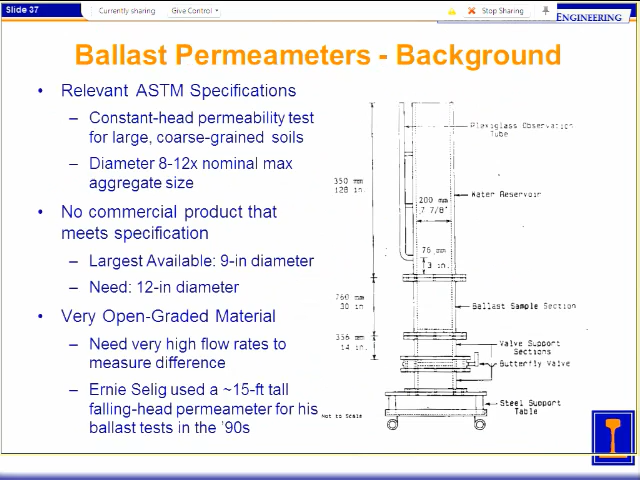 Slide 37
Currently sharing
Give Control
Stop Sharing
ENGINEERING
Ballast Permeameters - Background
• Relevant ASTM Specifications
– Constant-head permeability test
for large, coarse-grained soils
– Diameter 8-12x nominal max
aggregate size
• No commercial product that
meets specification
– Largest Available: 9-in diameter
– Need: 12-in diameter
• Very Open-Graded Material
– Need very high flow rates to
measure difference
– Ernie Selig used a ~15-ft tall
falling-head permeameter for his
ballast tests in the '90s
Plexiglass Observation
Tube
350 mm
128 in.
Water Reservoir
200 mm
7 7/8"
76 mm
3 in.
760 mm
30 in
Ballast Sample Section
356 mm
14 in.
Valve Support
Sections
Butterfly Valve
Steel Support
Table
Not to Scale